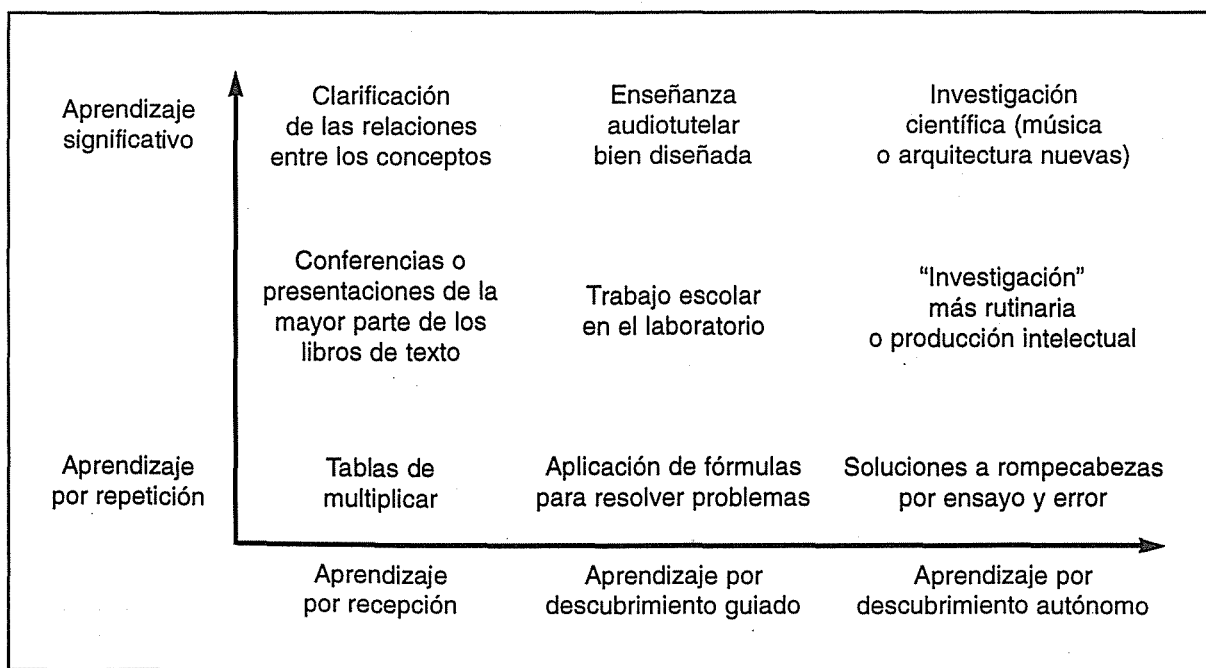 Aprendizaje
significativo
Clarificación
de las relaciones
entre los conceptos
Enseñanza
audiotutelar
bien diseñada
Investigación
científica (música
o arquitectura nuevas)
Conferencias o
presentaciones de la
mayor parte de los
libros de texto
Trabajo escolar
en el laboratorio
“Investigación”
más rutinaria
o producción intelectual
Aprendizaje
por repetición
Tablas de
multiplicar
Aplicación de fórmulas
para resolver problemas
Soluciones a rompecabezas
por ensayo y error
Aprendizaje
por recepción
Aprendizaje por
descubrimiento guiado
Aprendizaje por
descubrimiento autónomo